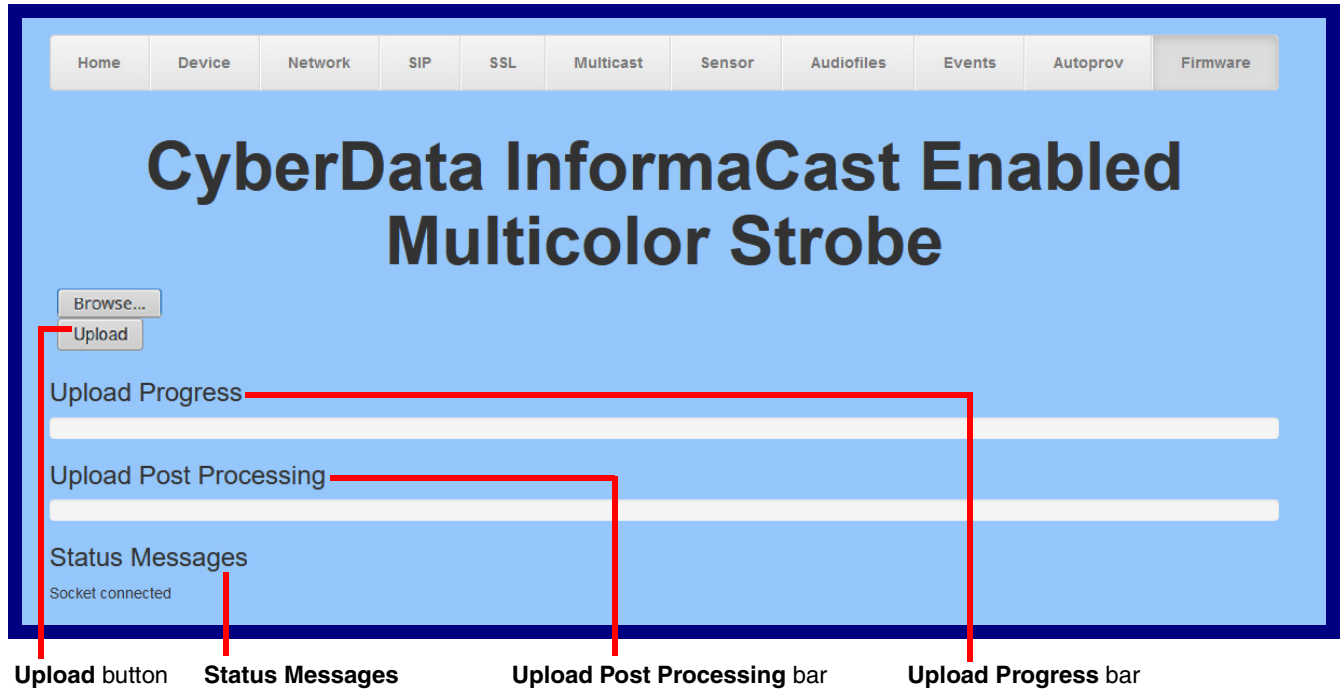 Home Device Network SIP SSL Multicast Sensor Audiofiles Events Autoprov Firmware
CyberData InformaCast Enabled
Multicolor Strobe
Browse...
Upload
Upload Progress
Upload Post Processing
Status Messages
Socket connected
Upload button Status Messages Upload Post Processing bar Upload Progress bar